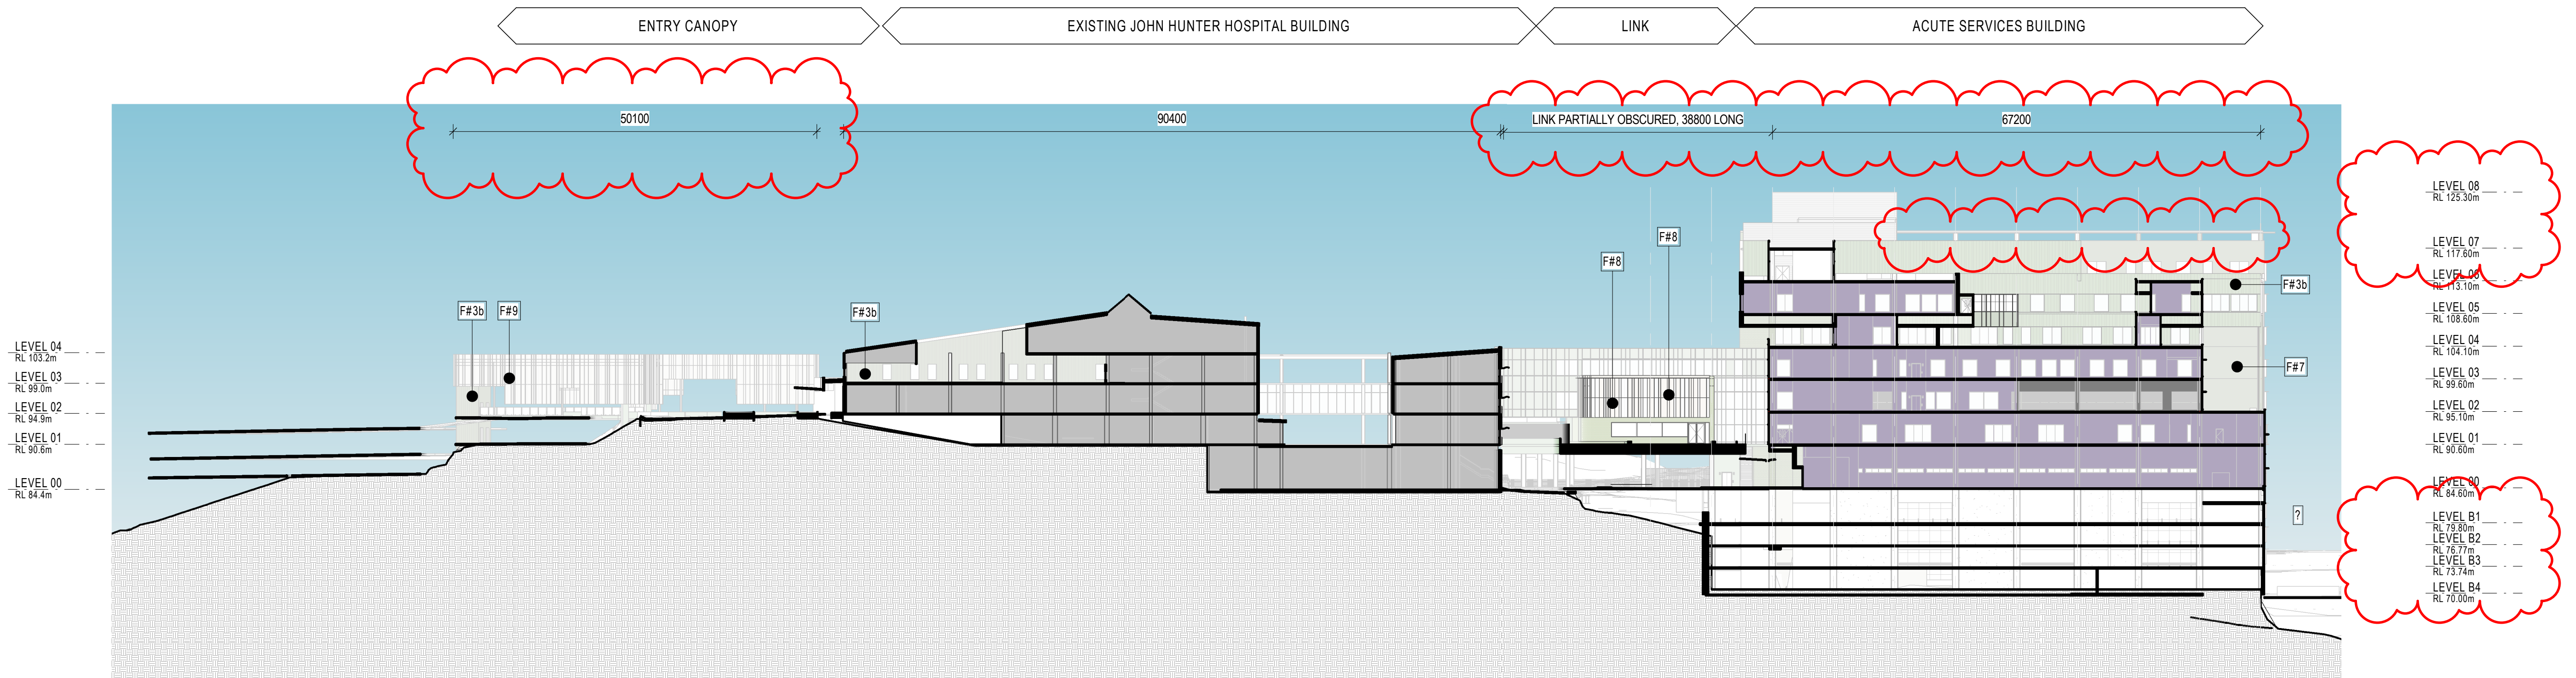 ENTRY CANOPY
EXISTING JOHN HUNTER HOSPITAL BUILDING
LINK
ACUTE SERVICES BUILDING
50100
90400
LINK PARTIALLY OBSCURED, 38800 LONG
67200
F#3b
F#9
F#3b
F#8
F#8
F#3b
F#7
?
LEVEL 04
RL 103.2m
LEVEL 03
RL 99.0m
LEVEL 02
RL 94.9m
LEVEL 01
RL 90.6m
LEVEL 00
RL 84.4m
LEVEL 08
RL 125.30m
LEVEL 07
RL 117.60m
LEVEL 06
RL 113.10m
LEVEL 05
RL 108.60m
LEVEL 04
RL 104.10m
LEVEL 03
RL 99.60m
LEVEL 02
RL 95.10m
LEVEL 01
RL 90.60m
LEVEL 00
RL 84.60m
LEVEL B1
RL 79.80m
LEVEL B2
RL 76.77m
LEVEL B3
RL 73.74m
LEVEL B4
RL 70.00m